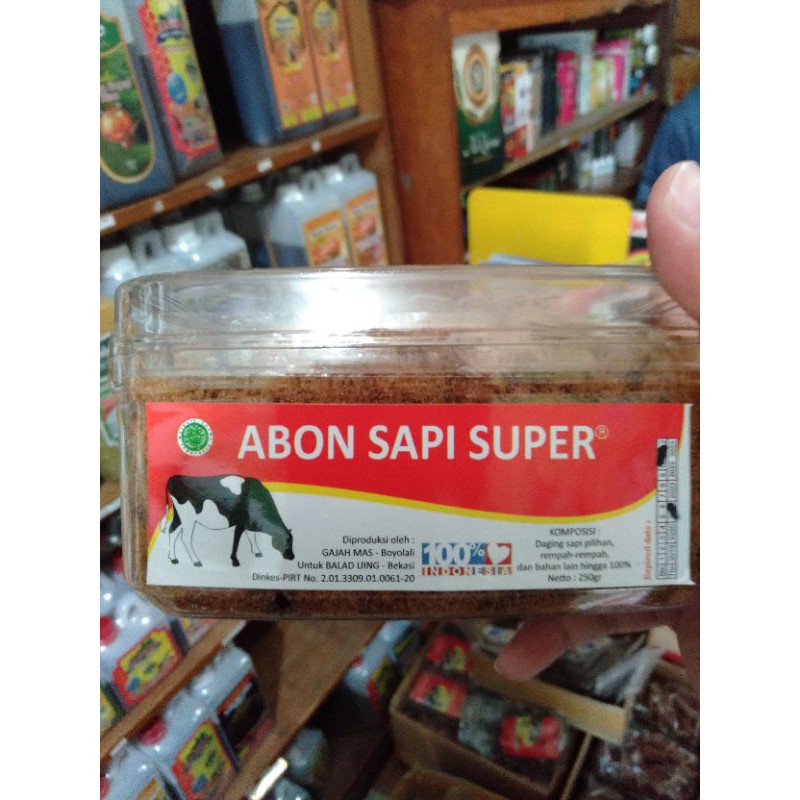 ABON SAPI SUPER®
Diproduksi oleh :
GAJAH MAS - Boyolali
Untuk BALAD UING - Bekasi
Dinkes-PIRT No. 2.01.3309.01.0061-20
100%
INDONESIA
KOMPOSISI :
Daging sapi pilihan,
rempah-rempah,
dan bahan lain hingga 100%
Netto : 250gr
Expired date :